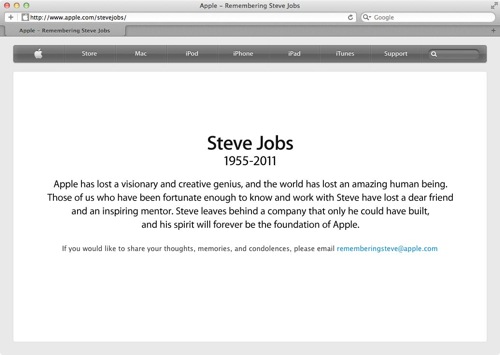 Apple – Remembering Steve Jobs
http://www.apple.com/stevejobs/
Google
Apple – Remembering Steve Jobs
Store Mac iPod iPhone iPad iTunes Support
Steve Jobs
1955-2011
Apple has lost a visionary and creative genius, and the world has lost an amazing human being.
Those of us who have been fortunate enough to know and work with Steve have lost a dear friend
and an inspiring mentor. Steve leaves behind a company that only he could have built,
and his spirit will forever be the foundation of Apple.
If you would like to share your thoughts, memories, and condolences, please email rememberingsteve@apple.com